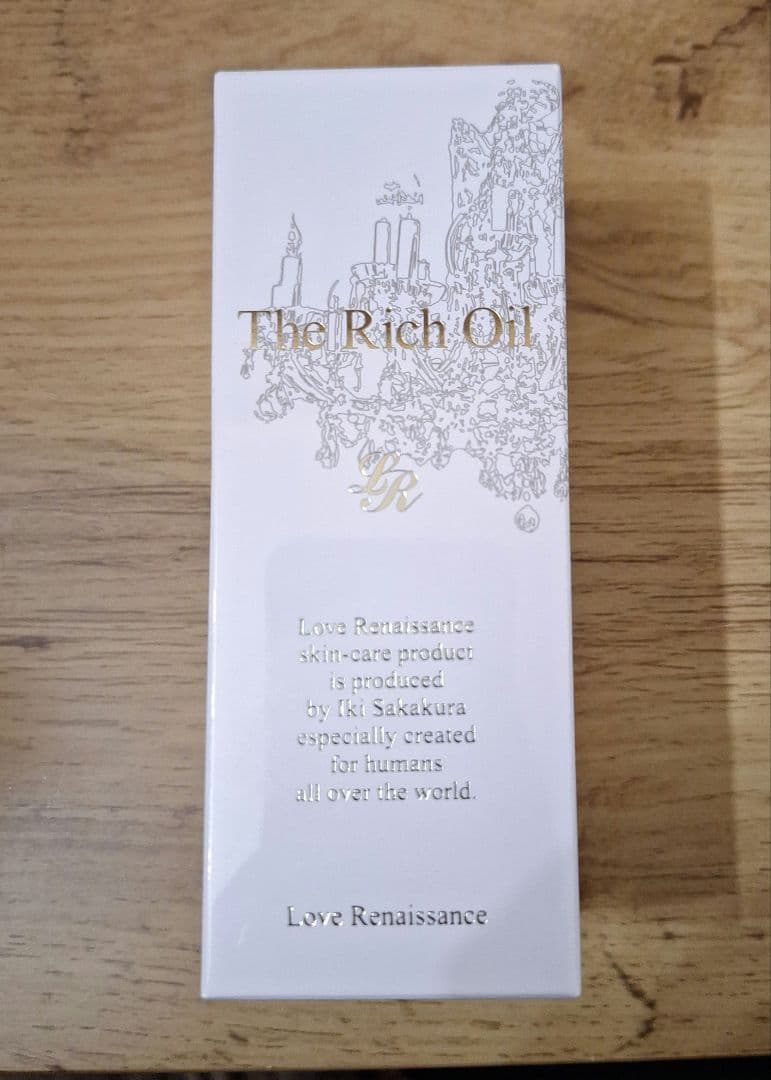 The Rich Oil
LR
Love Renaissance
skin-care product
is produced
by Iki Sakakura
especially created
for humans
all over the world.
Love Renaissance